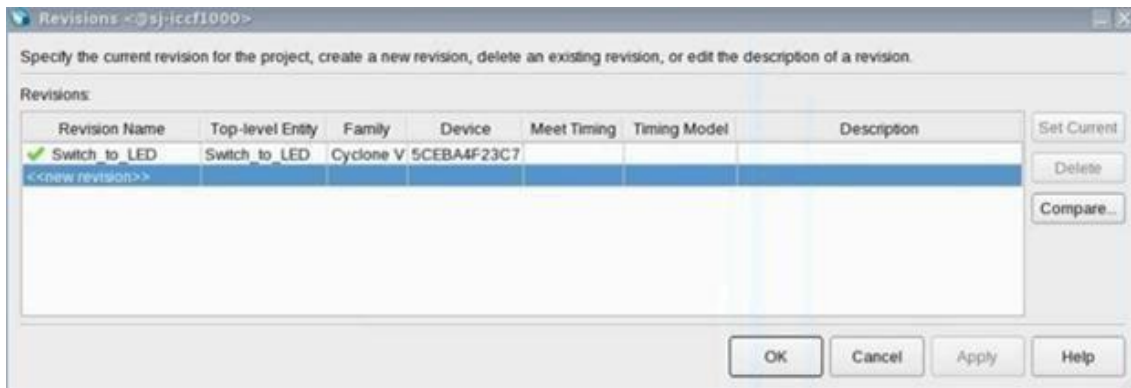 Revisions <@sj-iccf1000>
Specify the current revision for the project, create a new revision, delete an existing revision, or edit the description of a revision.
Revisions:
Revision Name Top-level Entity Family Device Meet Timing Timing Model Description
Switch_to_LED Switch_to_LED Cyclone V 5CEBA4F23C7
<<new revision>>
Set Current
Delete
Compare...
OK Cancel Apply Help